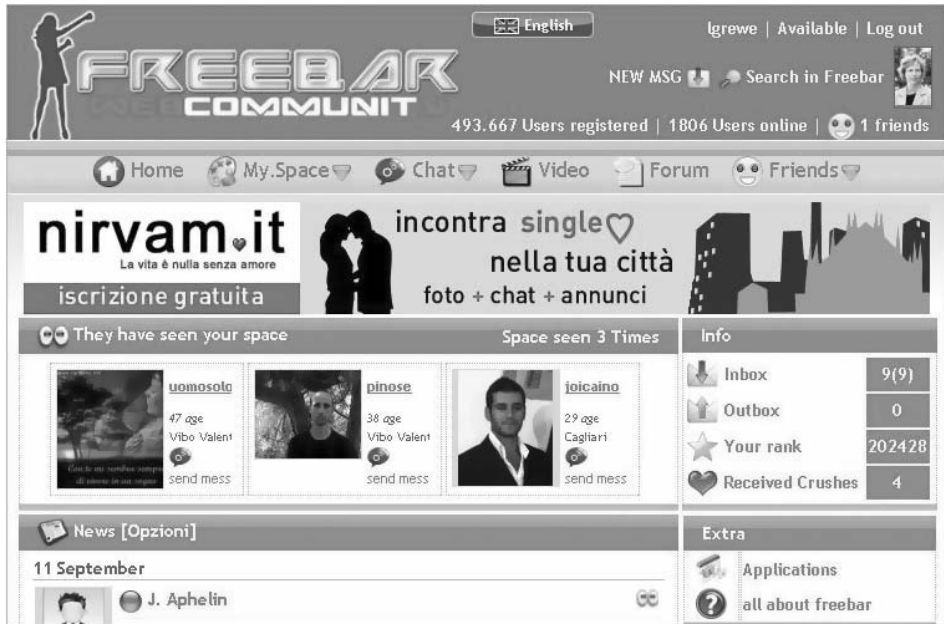 English
lgrewe | Available | Log out
FREEBAR
COMMUNIT
NEW MSG Search in Freebar
493.667 Users registered | 1806 Users online | 1 friends
Home My.Space Chat Video Forum Friends
nirvam.it
La vita è nulla senza amore
iscrizione gratuita
incontra single
nella tua città
foto + chat + annunci
They have seen your space Space seen 3 Times
uomosolo
47 age
Vibo Valent
send mess
pinose
38 age
Vibo Valent
send mess
joicaino
29 age
Cagliari
send mess
Info
Inbox 9(9)
Outbox 0
Your rank 202428
Received Crushes 4
News [Opzioni]
11 September
J. Aphelin
Extra
Applications
all about freebar